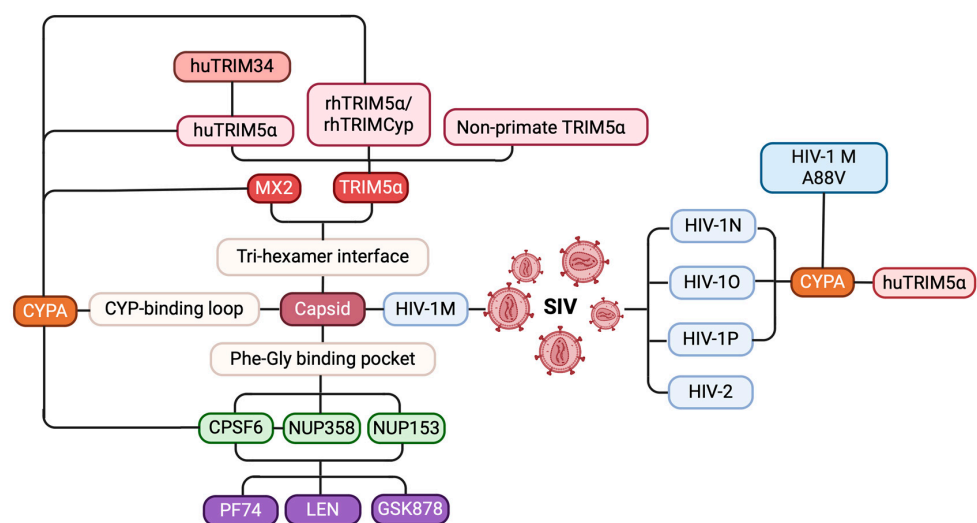 huTRIM34
rhTRIM5α/
rhTRIMCyp
huTRIM5α
Non-primate TRIM5α
HIV-1 M
A88V
MX2
TRIM5α
HIV-1N
Tri-hexamer interface
HIV-1O
CYPA
huTRIM5α
CYPA
CYP-binding loop
Capsid
HIV-1M
SIV
HIV-1P
Phe-Gly binding pocket
HIV-2
CPSF6
NUP358
NUP153
PF74
LEN
GSK878